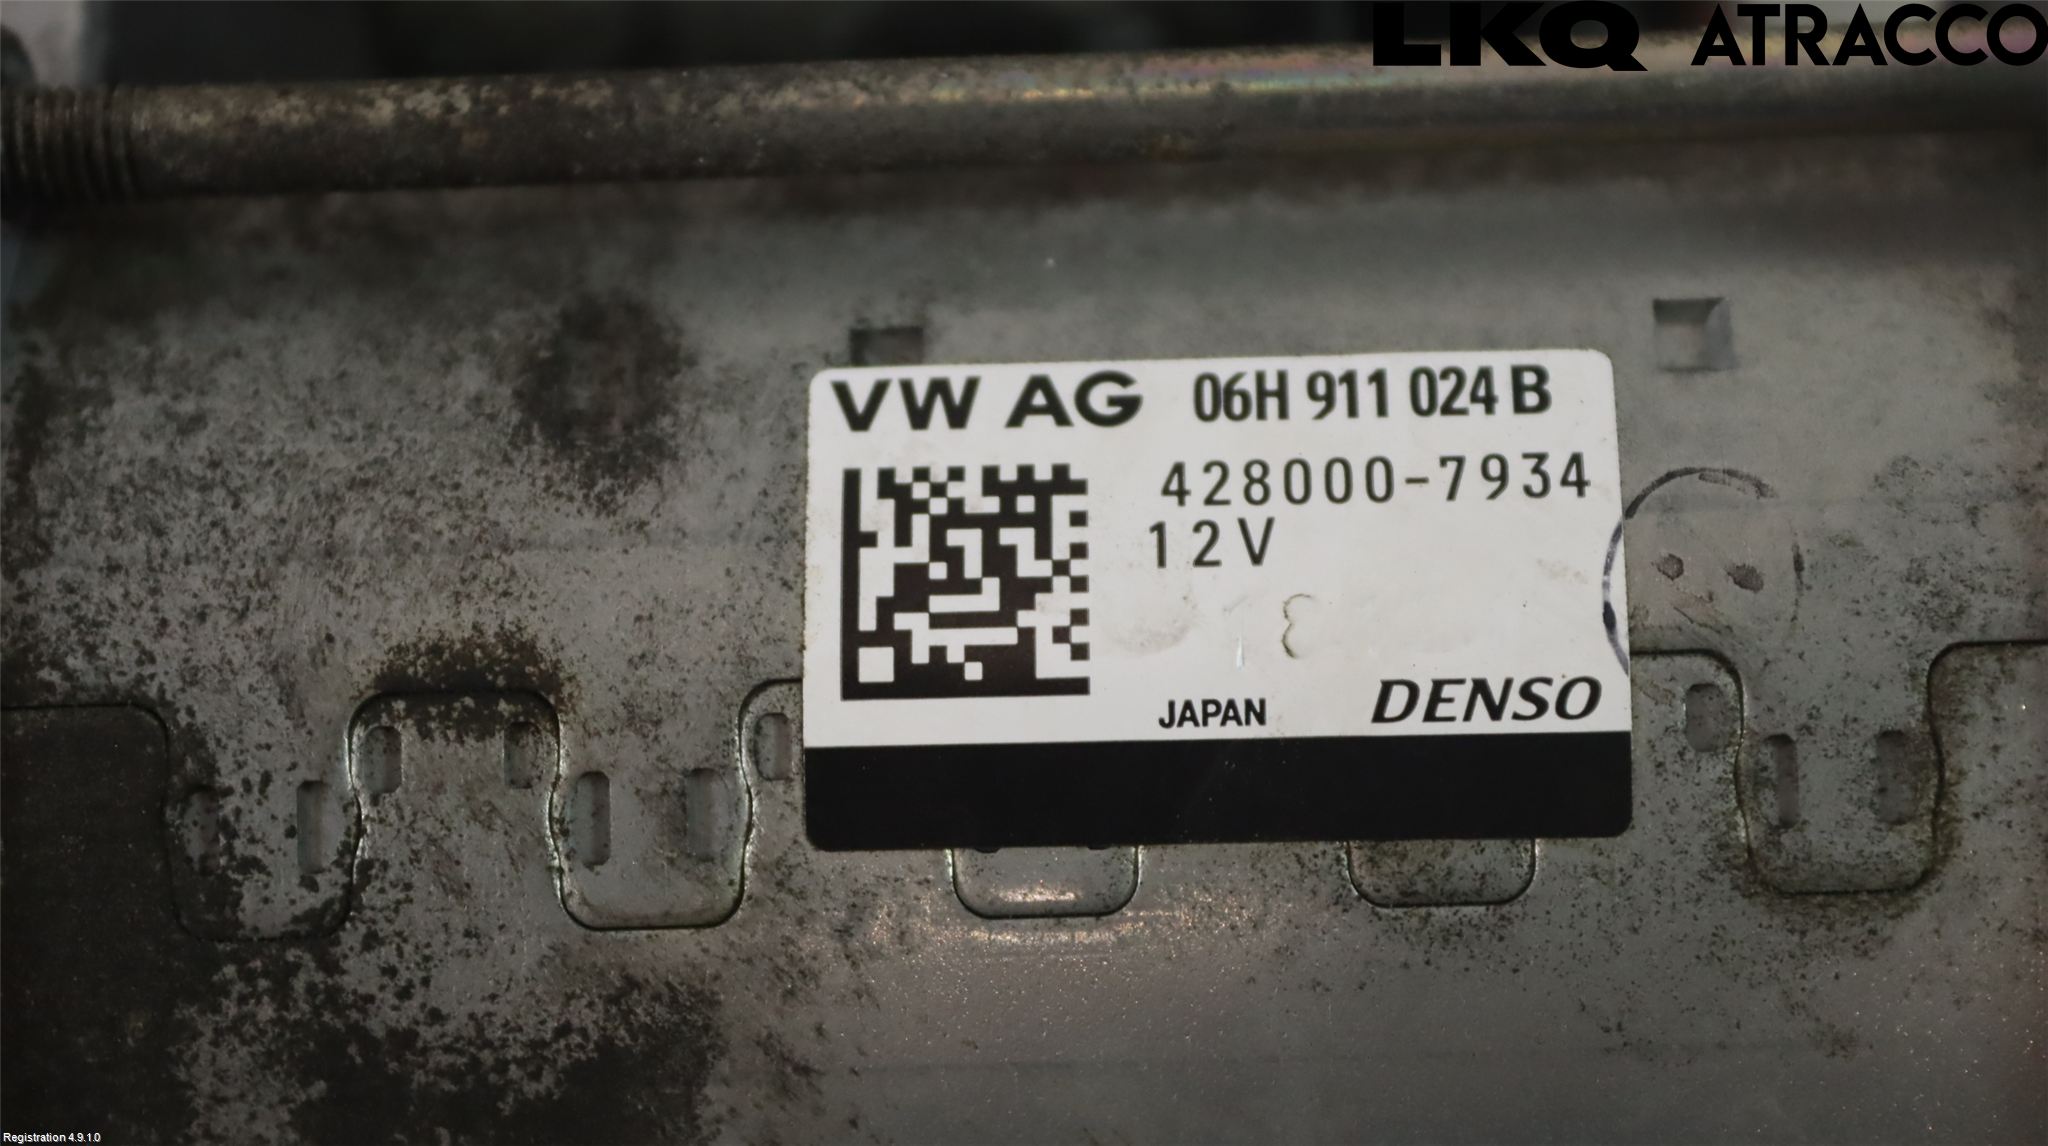 LKQ ATRACCO
VW AG 06H 911 024 B
428000-7934
12V
JAPAN DENSO
Registration 4.9.1.0